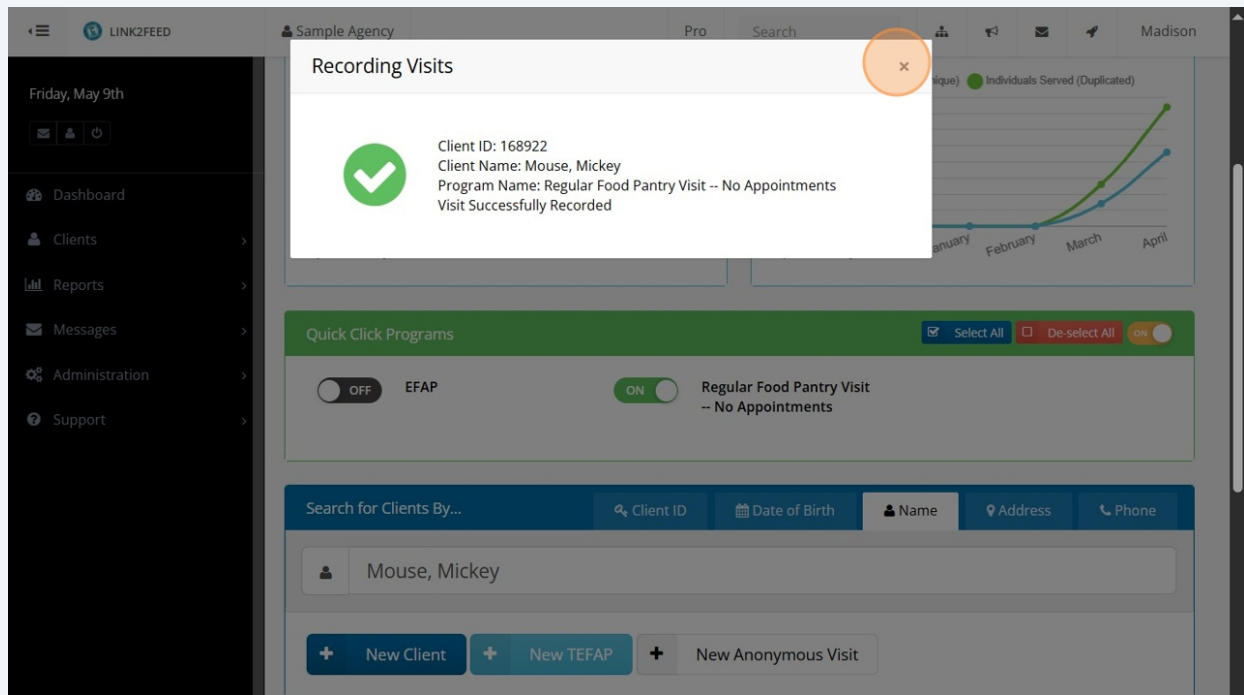 LINK2FEED
Sample Agency
Pro
Search
Madison
Friday, May 9th
Dashboard
Clients
Reports
Messages
Administration
Support
Recording Visits
×
Client ID: 168922
Client Name: Mouse, Mickey
Program Name: Regular Food Pantry Visit -- No Appointments
Visit Successfully Recorded
Individuals Served (Duplicated)
February
March
April
Quick Click Programs
Select All
De-select All
ON
OFF
EFAP
ON
Regular Food Pantry Visit
-- No Appointments
Search for Clients By...
Client ID
Date of Birth
Name
Address
Phone
Mouse, Mickey
New Client
New TEFAP
New Anonymous Visit